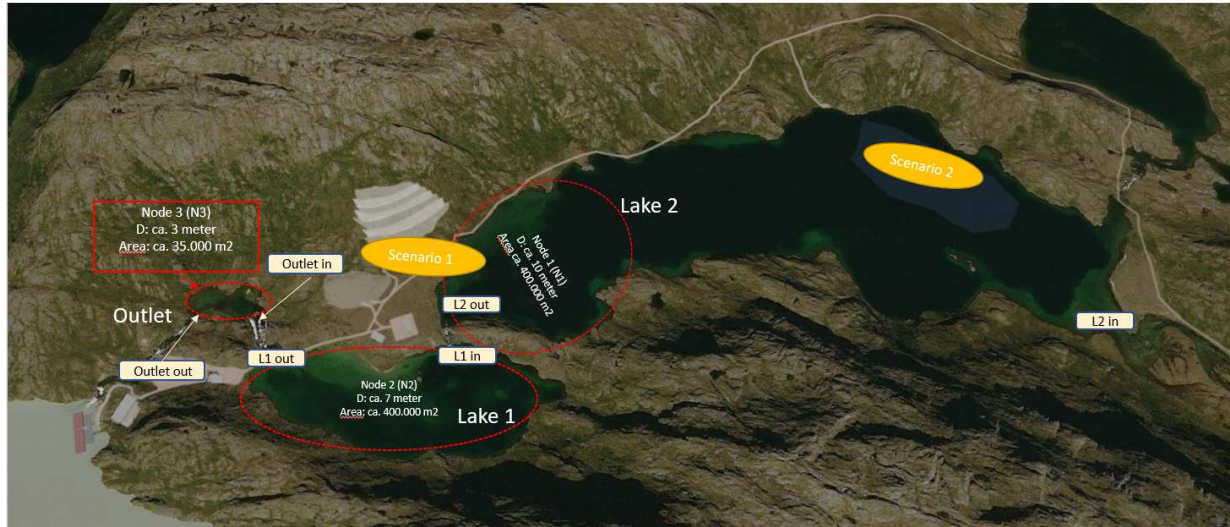 Node 3 (N3)
D: ca. 3 meter
Area: ca. 35.000 m2
Outlet in
Outlet
Outlet out
L1 out
Scenario 1
L2 out
L1 in
Node 1 (N1)
D: ca. 10 meter
Area ca. 400.000 m2
Lake 2
Scenario 2
L2 in
Node 2 (N2)
D: ca. 7 meter
Area: ca. 400.000 m2
Lake 1